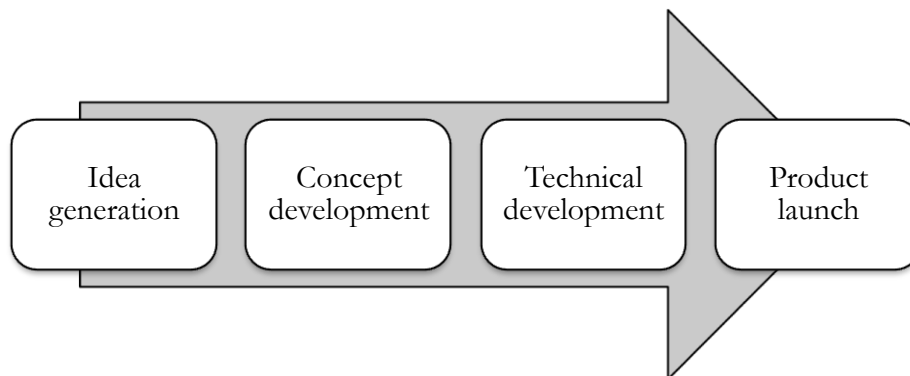 Idea
generation
Concept
development
Technical
development
Product
launch